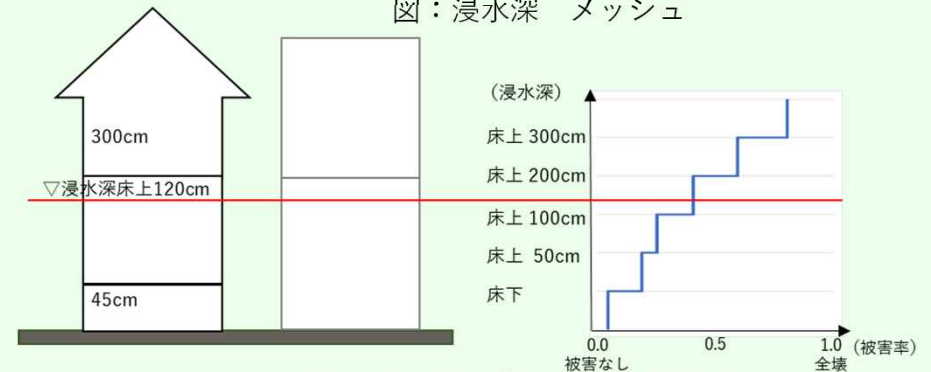 図：浸水深　メッシュ
300cm
▽浸水深床上120cm
45cm
（浸水深）
床上 300cm
床上 200cm
床上 100cm
床上 50cm
床下
0.0 0.5 1.0 （被害率）
被害なし 全壊